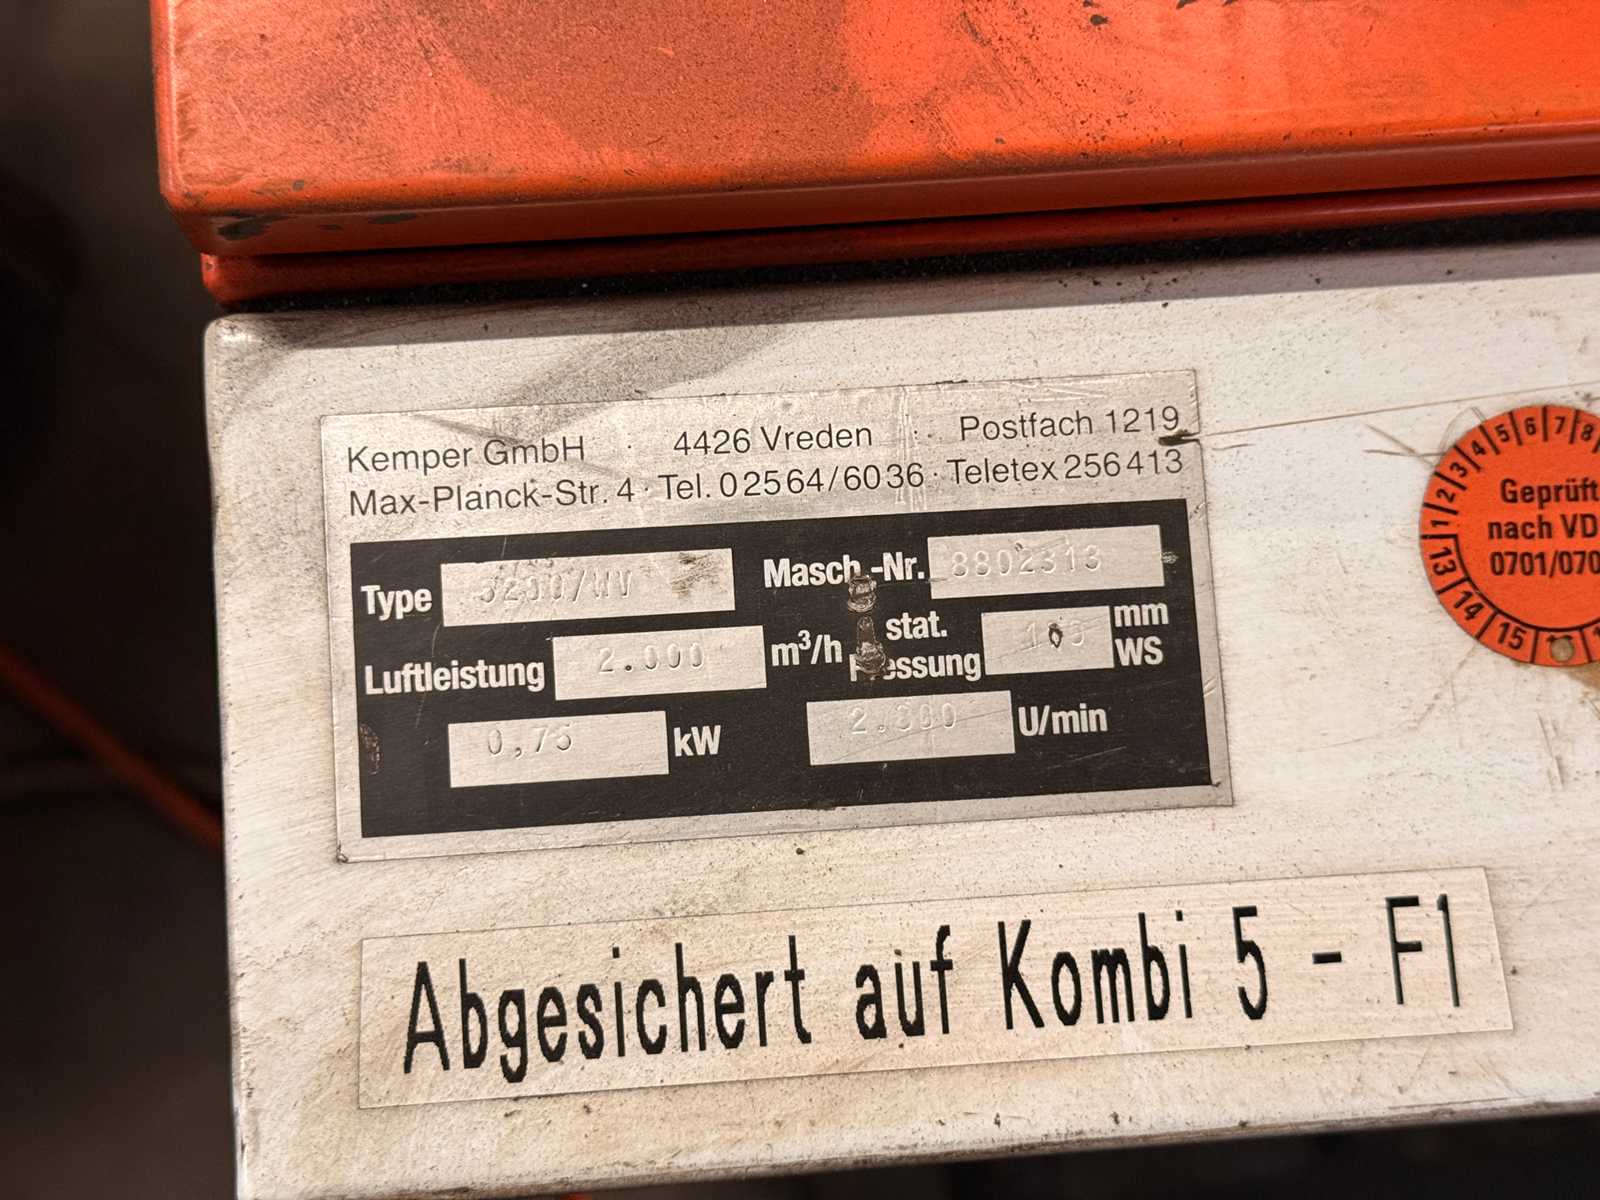 Kemper GmbH · 4426 Vreden · Postfach 1219
Max-Planck-Str. 4 · Tel. 02564/6036 · Teletex 256413
Type 3200/WV Masch.-Nr. 8802313
Luftleistung 2.000 m³/h stat. Pressung mm WS
0,75 kW U/min
Abgesichert auf Kombi 5 - F1
1 2 3 4 5 6 7 8
Geprüft
nach VD
0701/070
13 14 15